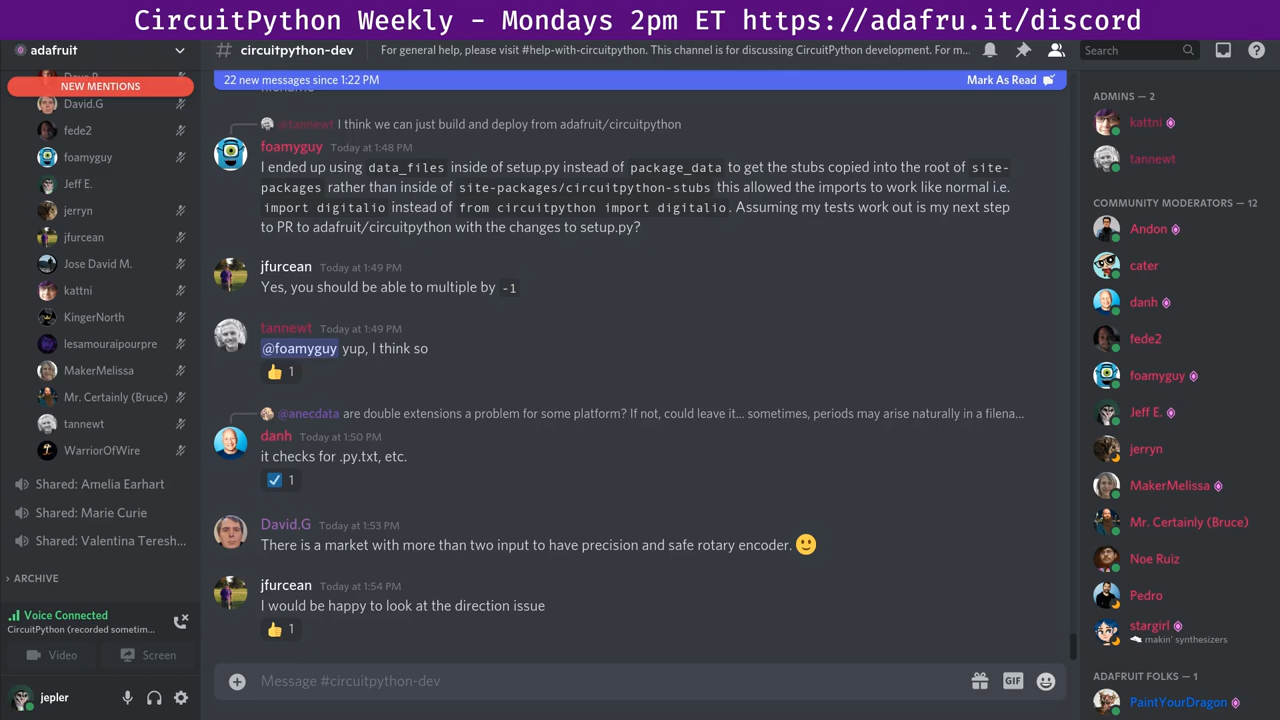 CircuitPython Weekly - Mondays 2pm ET https://adafru.it/discord
adafruit
# circuitpython-dev
For general help, please visit #help-with-circuitpython. This channel is for discussing CircuitPython development. For m...
Search
NEW MENTIONS
David.G
fede2
foamyguy
Jeff E.
jerryn
jfurcean
Jose David M.
kattni
KingerNorth
lesamouraipourpre
MakerMelissa
Mr. Certainly (Bruce)
tannewt
WarriorOfWire
Shared: Amelia Earhart
Shared: Marie Curie
Shared: Valentina Teresh...
ARCHIVE
Voice Connected
CircuitPython (recorded sometim...
Video
Screen
jepler
22 new messages since 1:22 PM
Mark As Read
@tannewt I think we can just build and deploy from adafruit/circuitpython
foamyguy Today at 1:48 PM
I ended up using data_files inside of setup.py instead of package_data to get the stubs copied into the root of site-
packages rather than inside of site-packages/circuitpython-stubs this allowed the imports to work like normal i.e.
import digitalio instead of from circuitpython import digitalio. Assuming my tests work out is my next step
to PR to adafruit/circuitpython with the changes to setup.py?
jfurcean Today at 1:49 PM
Yes, you should be able to multiple by -1
tannewt Today at 1:49 PM
@foamyguy yup, I think so
👍 1
@anecdata are double extensions a problem for some platform? If not, could leave it... sometimes, periods may arise naturally in a filena...
danh Today at 1:50 PM
it checks for .py.txt, etc.
☑ 1
David.G Today at 1:53 PM
There is a market with more than two input to have precision and safe rotary encoder. 🙂
jfurcean Today at 1:54 PM
I would be happy to look at the direction issue
👍 1
Message #circuitpython-dev
GIF
ADMINS — 2
kattni
tannewt
COMMUNITY MODERATORS — 12
Andon
cater
danh
fede2
foamyguy
Jeff E.
jerryn
MakerMelissa
Mr. Certainly (Bruce)
Noe Ruiz
Pedro
stargirl
makin' synthesizers
ADAFRUIT FOLKS — 1
PaintYourDragon